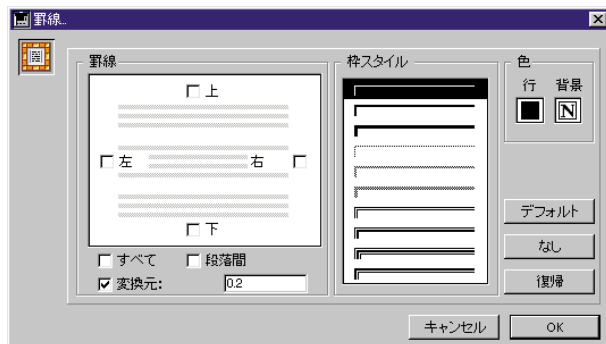 罫線...
罫線
上
左
右
下
すべて
段落間
変換元:
0.2
枠スタイル
色
行
背景
N
デフォルト
なし
復帰
キャンセル
OK